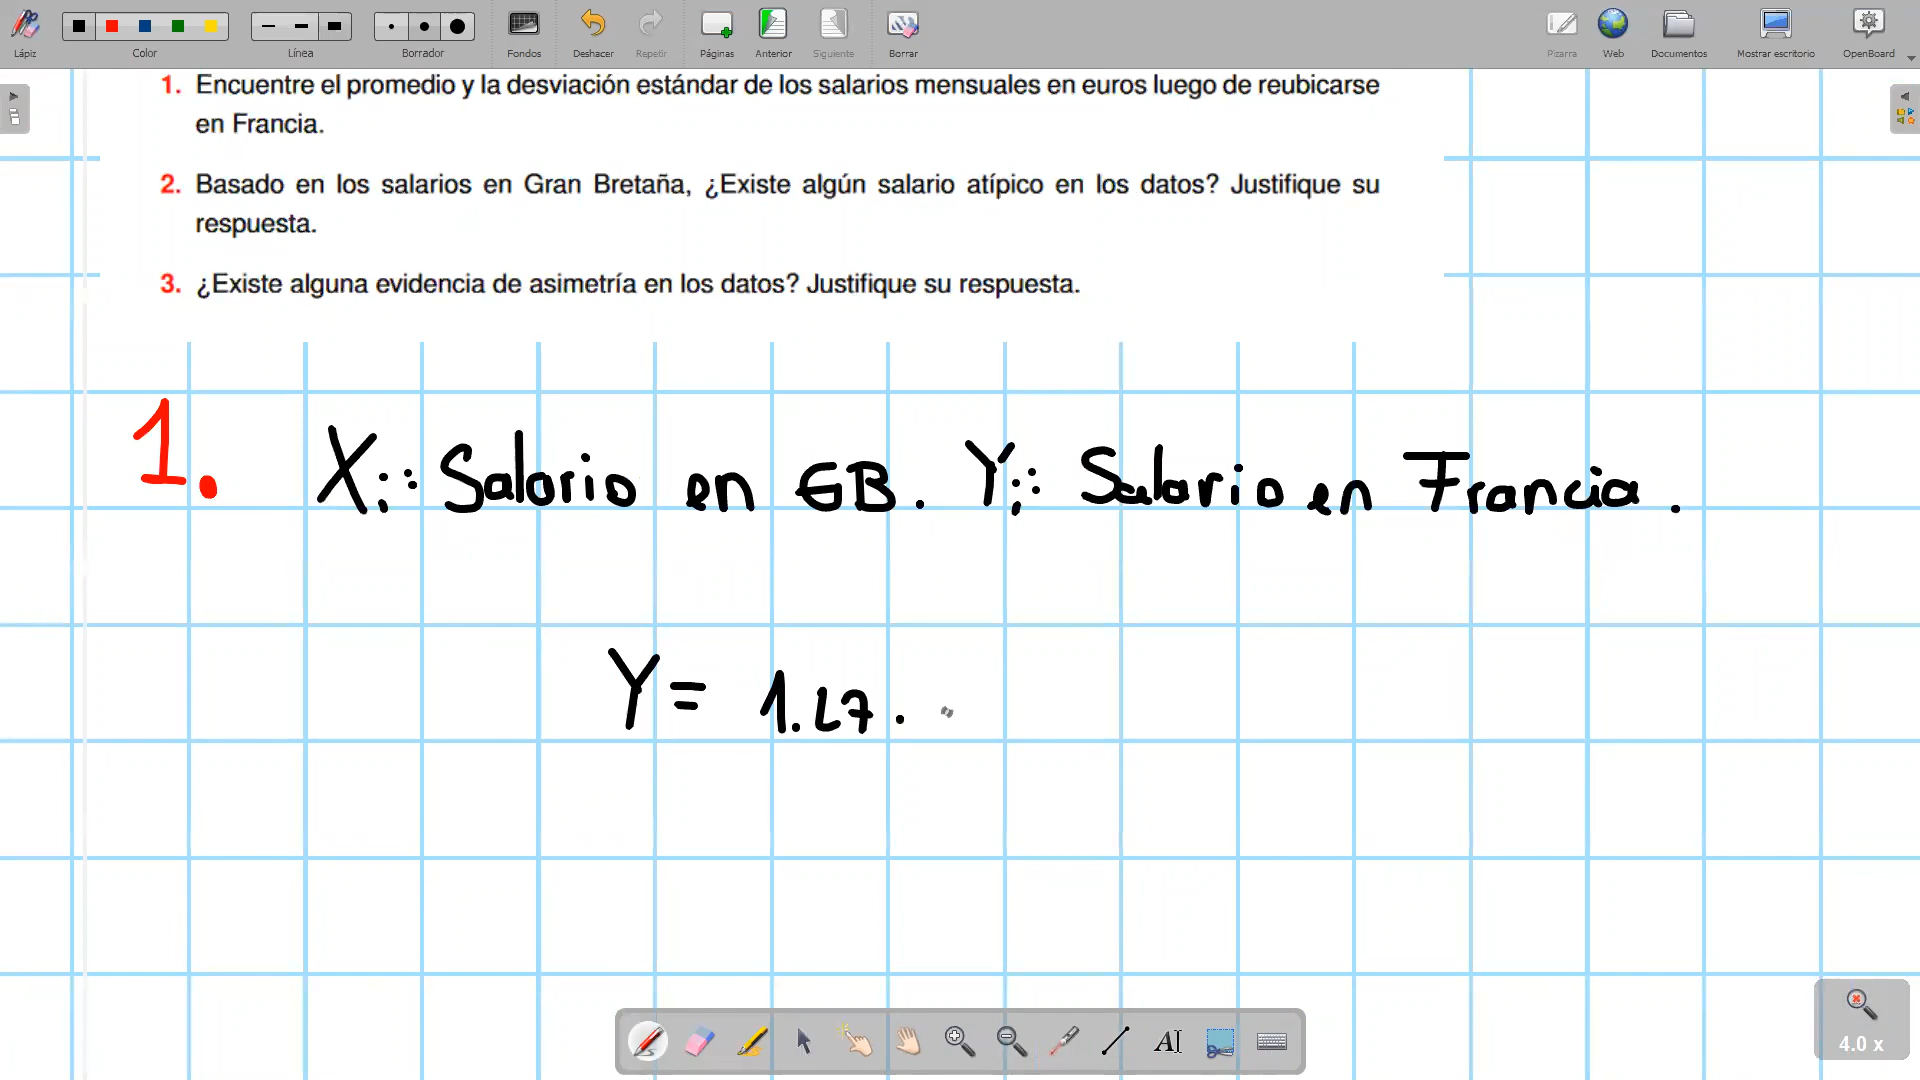 Lápiz Color Línea Borrador Fondos Deshacer Repetir Páginas Anterior Siguiente Borrar Pizarra Web Documentos Mostrar escritorio OpenBoard
1. Encuentre el promedio y la desviación estándar de los salarios mensuales en euros luego de reubicarse
en Francia.
2. Basado en los salarios en Gran Bretaña, ¿Existe algún salario atípico en los datos? Justifique su
respuesta.
3. ¿Existe alguna evidencia de asimetría en los datos? Justifique su respuesta.
1. Xi: Salario en GB. Yi: Salario en Francia.
Y = 1.27 .
4.0 x